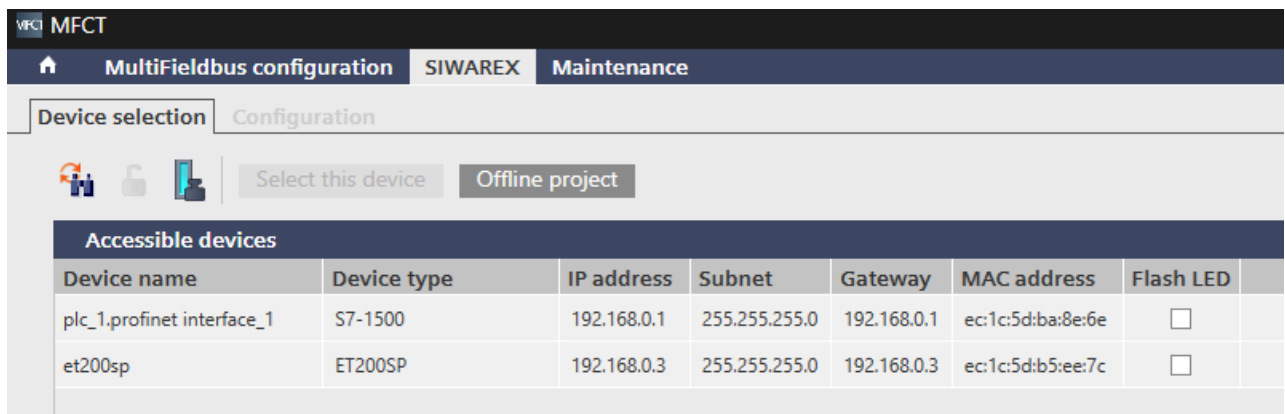 MFCT MFCT
MultiFieldbus configuration SIWAREX Maintenance
Device selection Configuration
Select this device Offline project
Accessible devices
Device name Device type IP address Subnet Gateway MAC address Flash LED
plc_1.profinet interface_1 S7-1500 192.168.0.1 255.255.255.0 192.168.0.1 ec:1c:5d:ba:8e:6e
et200sp ET200SP 192.168.0.3 255.255.255.0 192.168.0.3 ec:1c:5d:b5:ee:7c